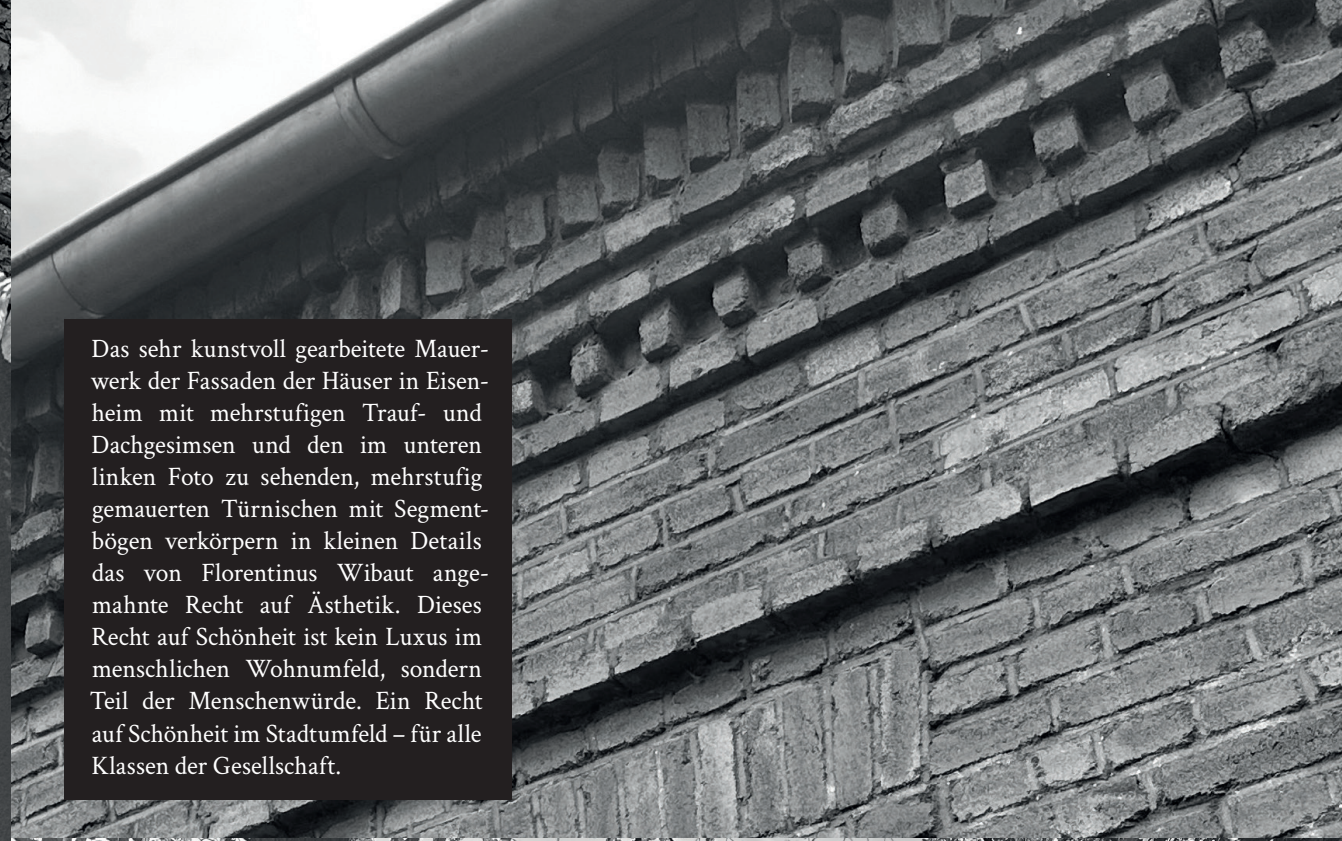 Das sehr kunstvoll gearbeitete Mauer-
werk der Fassaden der Häuser in Eisen-
heim mit mehrstufigen Trauf- und
Dachgesimsen und den im unteren
linken Foto zu sehenden, mehrstufig
gemauerten Türnischen mit Segment-
bögen verkörpern in kleinen Details
das von Florentinus Wibaut ange-
mahnte Recht auf Ästhetik. Dieses
Recht auf Schönheit ist kein Luxus im
menschlichen Wohnumfeld, sondern
Teil der Menschenwürde. Ein Recht
auf Schönheit im Stadtumfeld – für alle
Klassen der Gesellschaft.